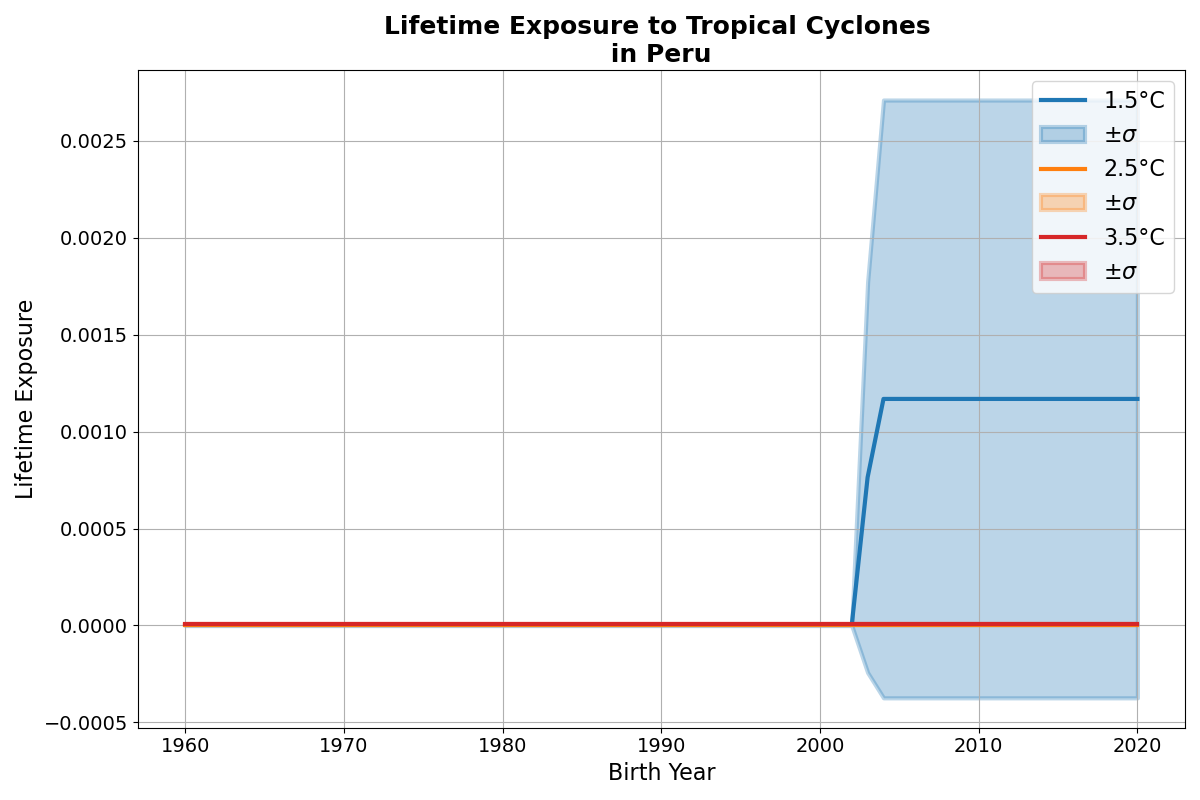 Lifetime Exposure to Tropical Cyclones
in Peru
Lifetime Exposure
0.0025
0.0020
0.0015
0.0010
0.0005
0.0000
−0.0005
1960
1970
1980
1990
2000
2010
2020
Birth Year
1.5°C
±σ
2.5°C
±σ
3.5°C
±σ